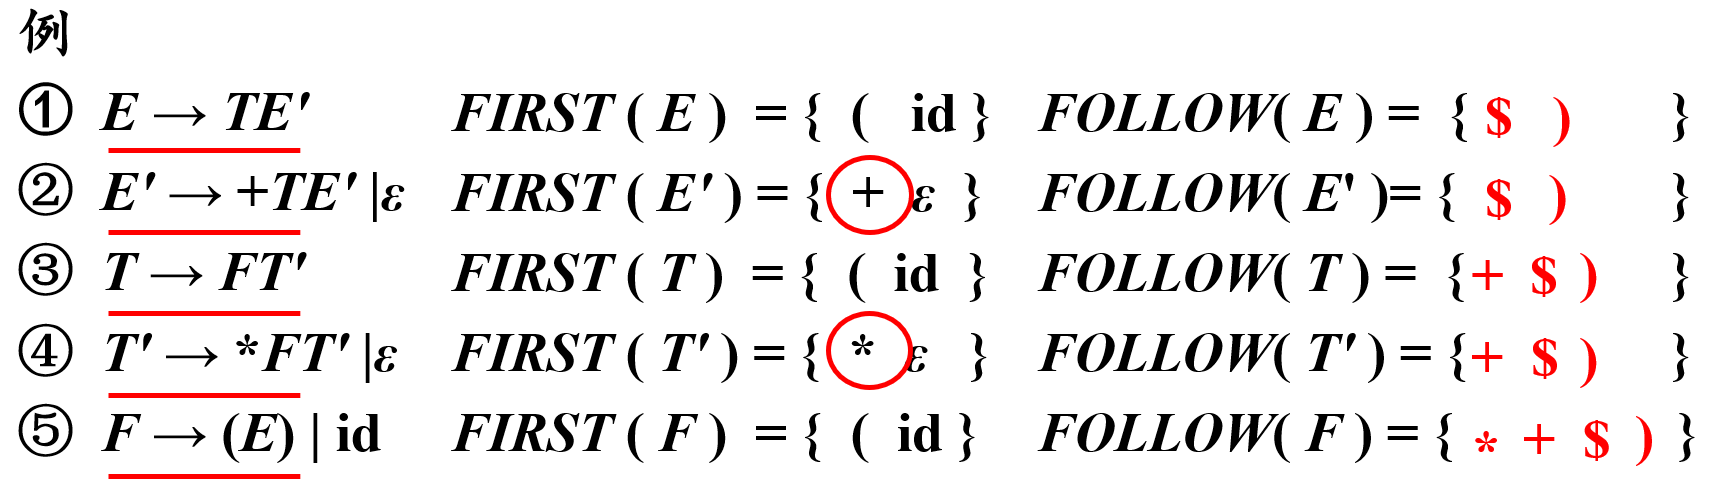 例
① E → TE′ FIRST ( E ) = { ( id } FOLLOW( E ) = { $ ) }
② E′ → +TE′ |ε FIRST ( E′ ) = { + ε } FOLLOW( E' )= { $ ) }
③ T → FT′ FIRST ( T ) = { ( id } FOLLOW( T ) = {+ $ ) }
④ T′ → *FT′ |ε FIRST ( T′ ) = { * ε } FOLLOW( T′ ) = {+ $ ) }
⑤ F → (E) | id FIRST ( F ) = { ( id } FOLLOW( F ) = { * + $ ) }